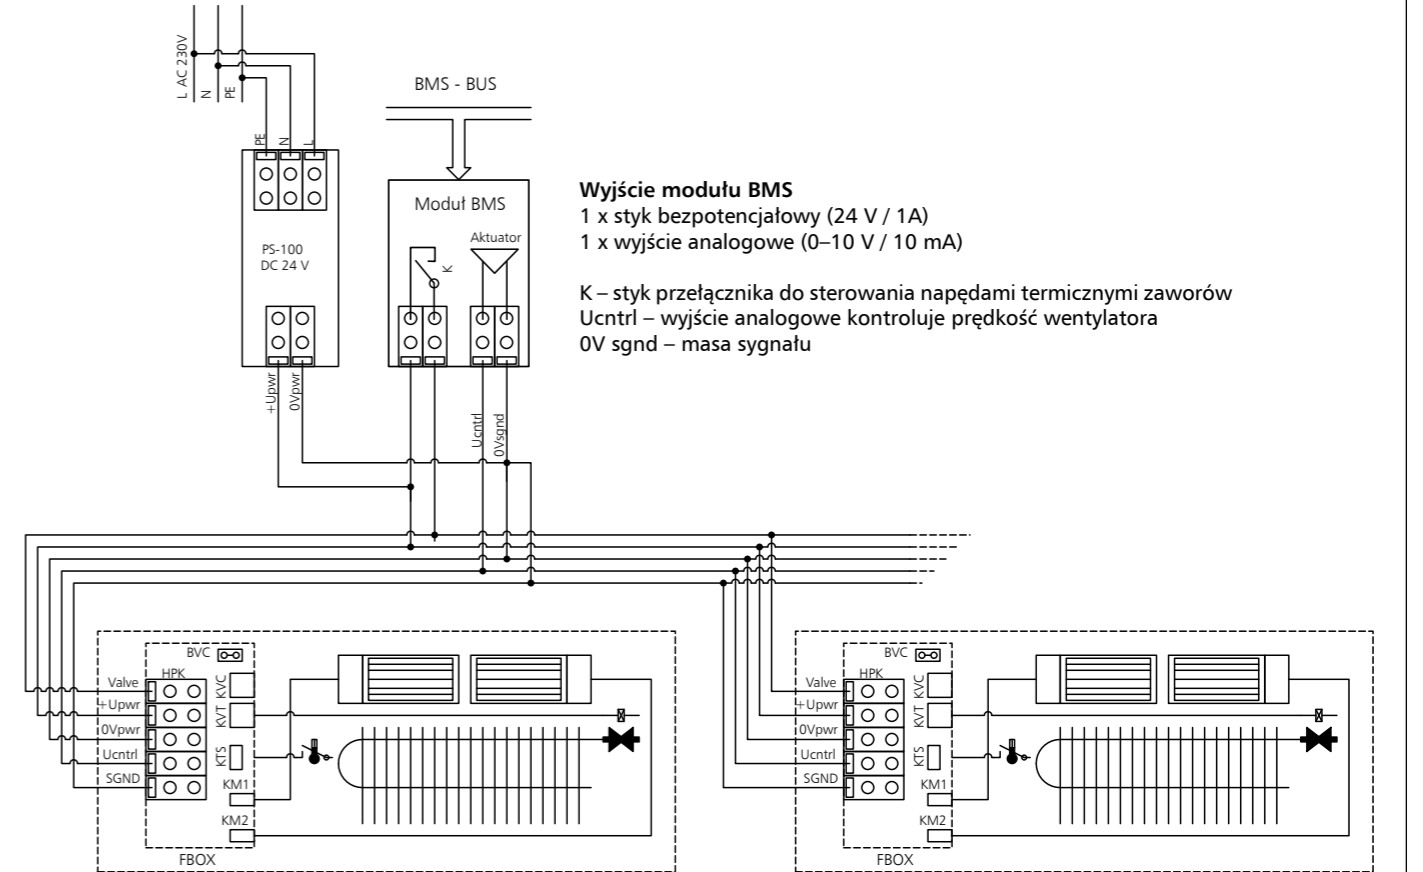 L AC 230V
N
PE
BMS - BUS
PE
N
L
PS-100
DC 24 V
Moduł BMS
Aktuator
K
Wyjście modułu BMS
1 x styk bezpotencjałowy (24 V / 1A)
1 x wyjście analogowe (0–10 V / 10 mA)
K – styk przełącznika do sterowania napędami termicznymi zaworów
Ucntrl – wyjście analogowe kontroluje prędkość wentylatora
0V sgnd – masa sygnału
+Upwr
0Vpwr
Ucntrl
0Vsgnd
BVC
HPK
Valve
+Upwr
0Vpwr
Ucntrl
SGND
KVC
KVT
KTS
KM1
KM2
FBOX
BVC
HPK
Valve
+Upwr
0Vpwr
Ucntrl
SGND
KVC
KVT
KTS
KM1
KM2
FBOX